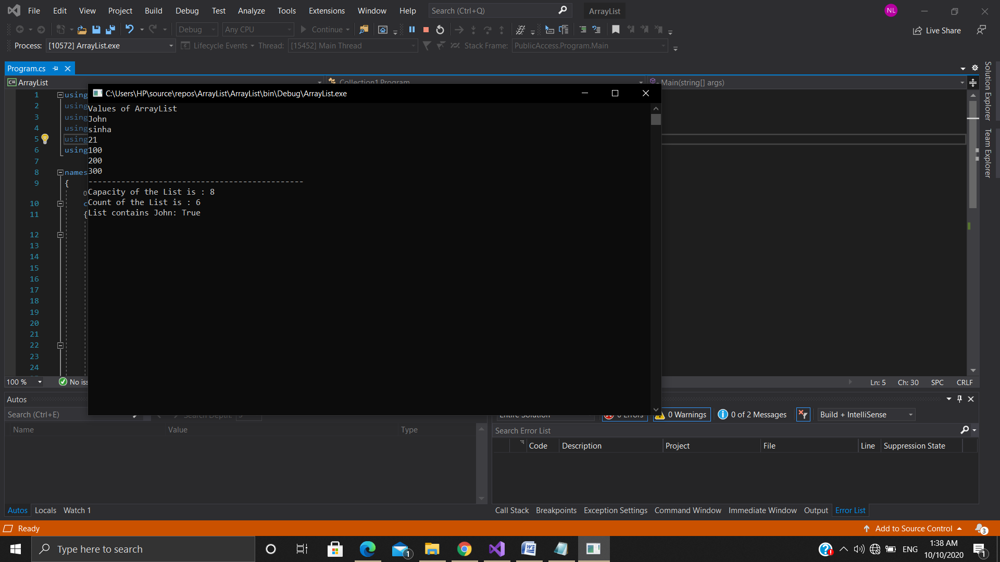 File Edit View Project Build Debug Test Analyze Tools Extensions Window Help Search (Ctrl+Q) ArrayList NL
Debug Any CPU Continue Live Share
Process: [10572] ArrayList.exe Lifecycle Events Thread: [15452] Main Thread Stack Frame: PublicAccess.Program.Main
Program.cs
C# ArrayList Collection1.Program Main(string[] args)
C:\Users\HP\source\repos\ArrayList\ArrayList\bin\Debug\ArrayList.exe
Values of ArrayList
John
sinha
21
100
200
300
----------------------------------------------
Capacity of the List is : 8
Count of the List is : 6
List contains John: True
1 using
2 using
3 using
4 using
5 using
6 using
7
8 names
9 {
10 c
11 {
12
13
14
15
16
17
18
19
20
21
22
23
24
Solution Explorer
Team Explorer
100 % No iss Ln: 5 Ch: 30 SPC CRLF
Autos
Search (Ctrl+E) Search Depth: 3
Name Value Type
Autos Locals Watch 1
Entire Solution 0 Errors 0 Warnings 0 of 2 Messages Build + IntelliSense
Search Error List
Code Description Project File Line Suppression State
Call Stack Breakpoints Exception Settings Command Window Immediate Window Output Error List
Ready Add to Source Control 3
Type here to search 1 ENG 1:38 AM 1
10/10/2020